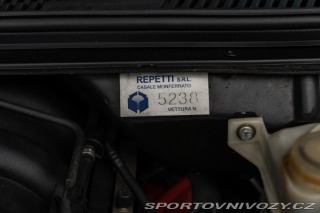 REPETTI S.R.L.
CASALE MONFERRATO
5238
VETTURA N.
SPORTOVNIVOZY.CZ